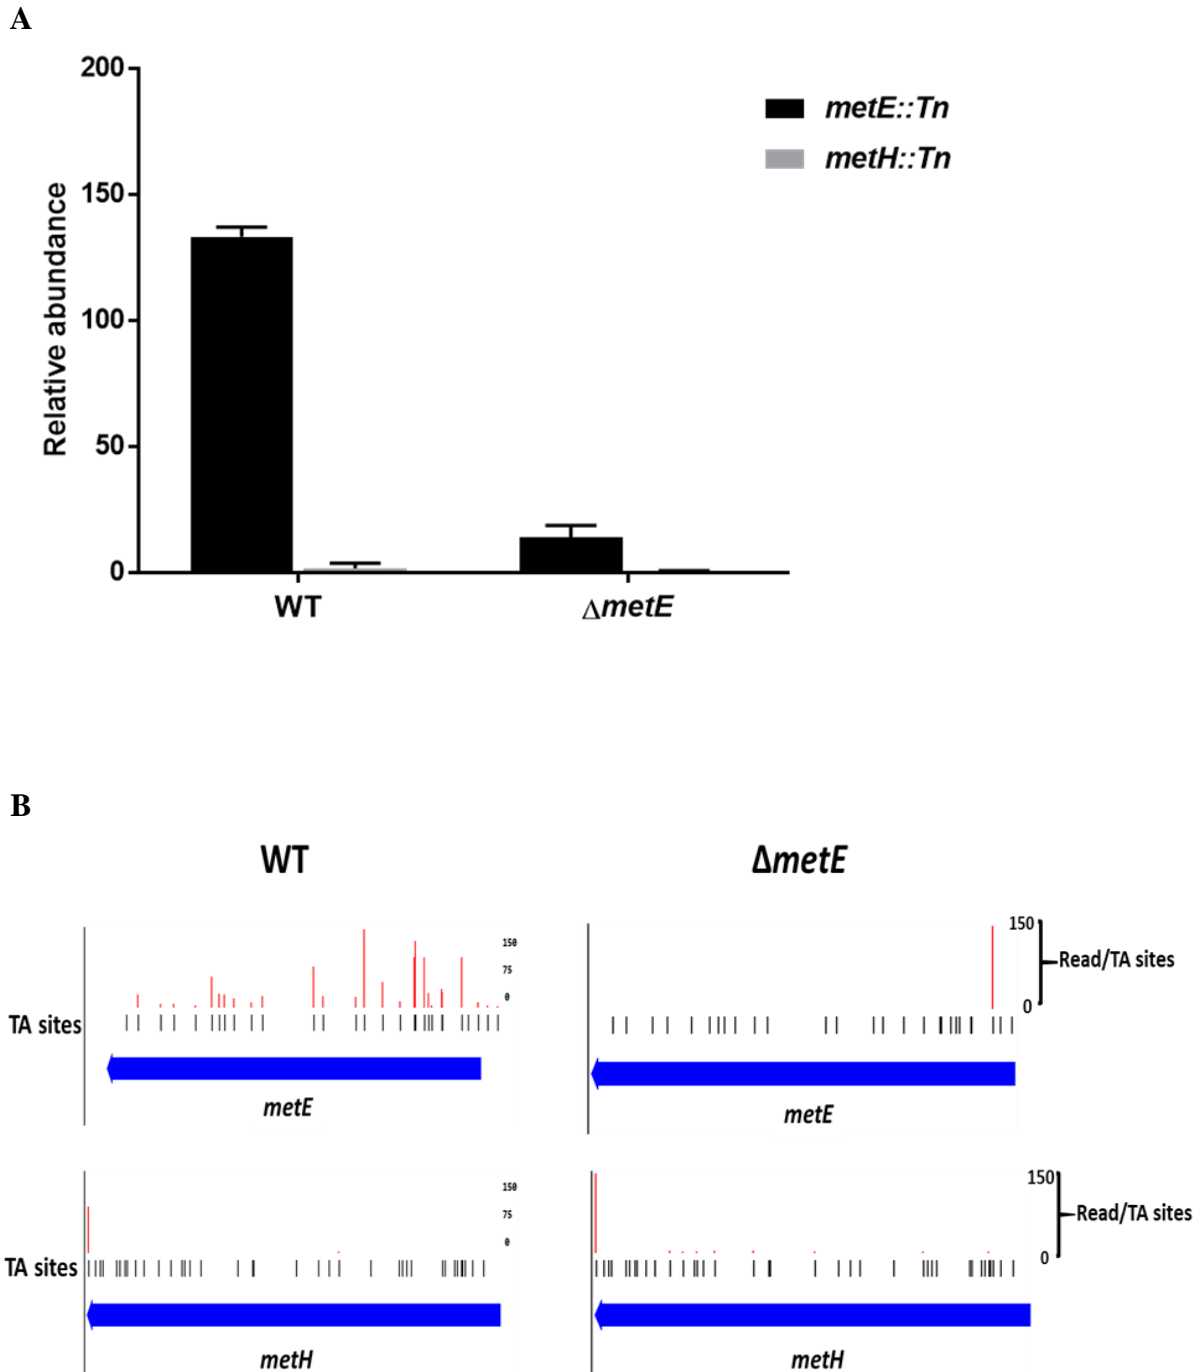 A
200
150
100
50
0
Relative abundance
metE::Tn
metH::Tn
WT
ΔmetE
B
WT
ΔmetE
150
75
0
TA sites
metE
150
0
Read/TA sites
metE
150
75
0
TA sites
metH
150
0
Read/TA sites
metH